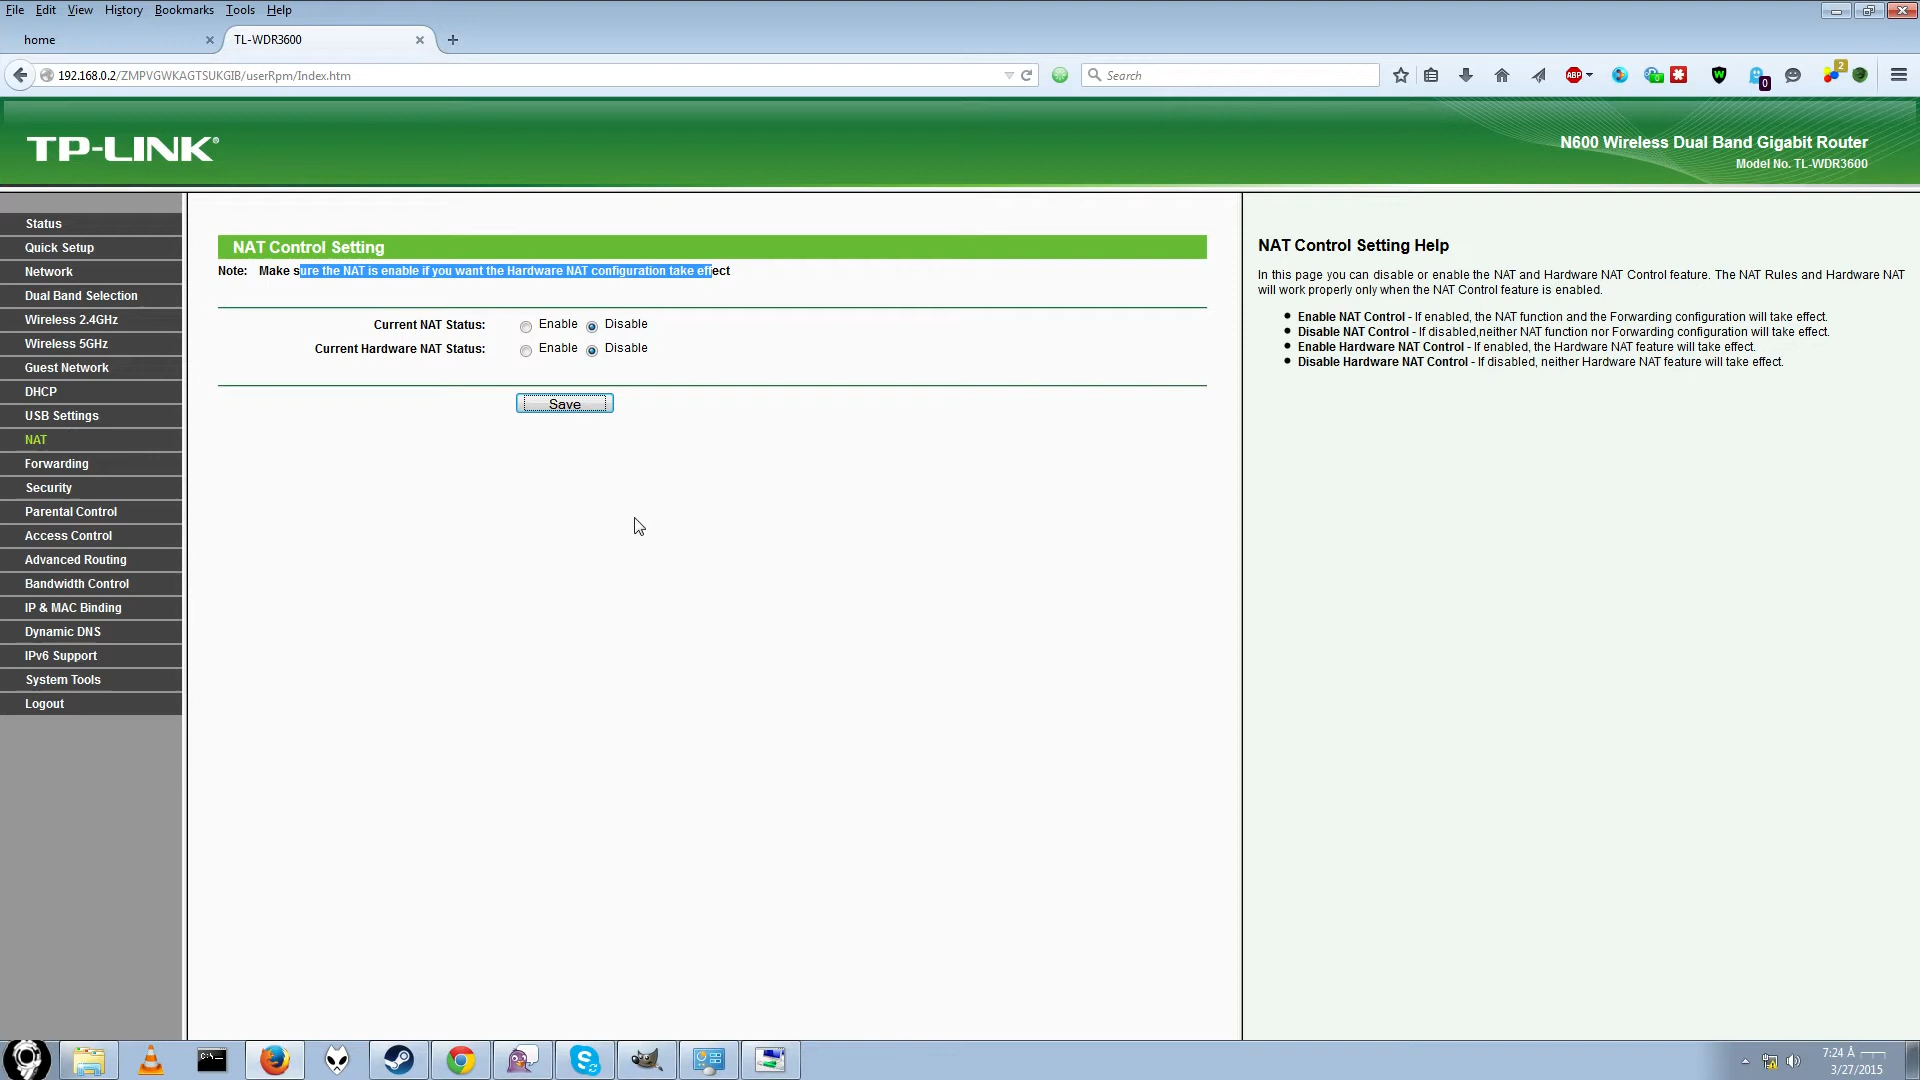 File Edit View History Bookmarks Tools Help
home
TL-WDR3600
192.168.0.2/ZMPVGWKAGTSUKGIB/userRpm/Index.htm
Search
ABP
W
0
2
TP-LINK®
N600 Wireless Dual Band Gigabit Router
Model No. TL-WDR3600
Status
Quick Setup
Network
Dual Band Selection
Wireless 2.4GHz
Wireless 5GHz
Guest Network
DHCP
USB Settings
NAT
Forwarding
Security
Parental Control
Access Control
Advanced Routing
Bandwidth Control
IP & MAC Binding
Dynamic DNS
IPv6 Support
System Tools
Logout
NAT Control Setting
Note: Make sure the NAT is enable if you want the Hardware NAT configuration take effect
Current NAT Status: Enable Disable
Current Hardware NAT Status: Enable Disable
Save
NAT Control Setting Help
In this page you can disable or enable the NAT and Hardware NAT Control feature. The NAT Rules and Hardware NAT
will work properly only when the NAT Control feature is enabled.
Enable NAT Control - If enabled, the NAT function and the Forwarding configuration will take effect.
Disable NAT Control - If disabled,neither NAT function nor Forwarding configuration will take effect.
Enable Hardware NAT Control - If enabled, the Hardware NAT feature will take effect.
Disable Hardware NAT Control - If disabled, neither Hardware NAT feature will take effect.
C:\_
7:24 Å
3/27/2015